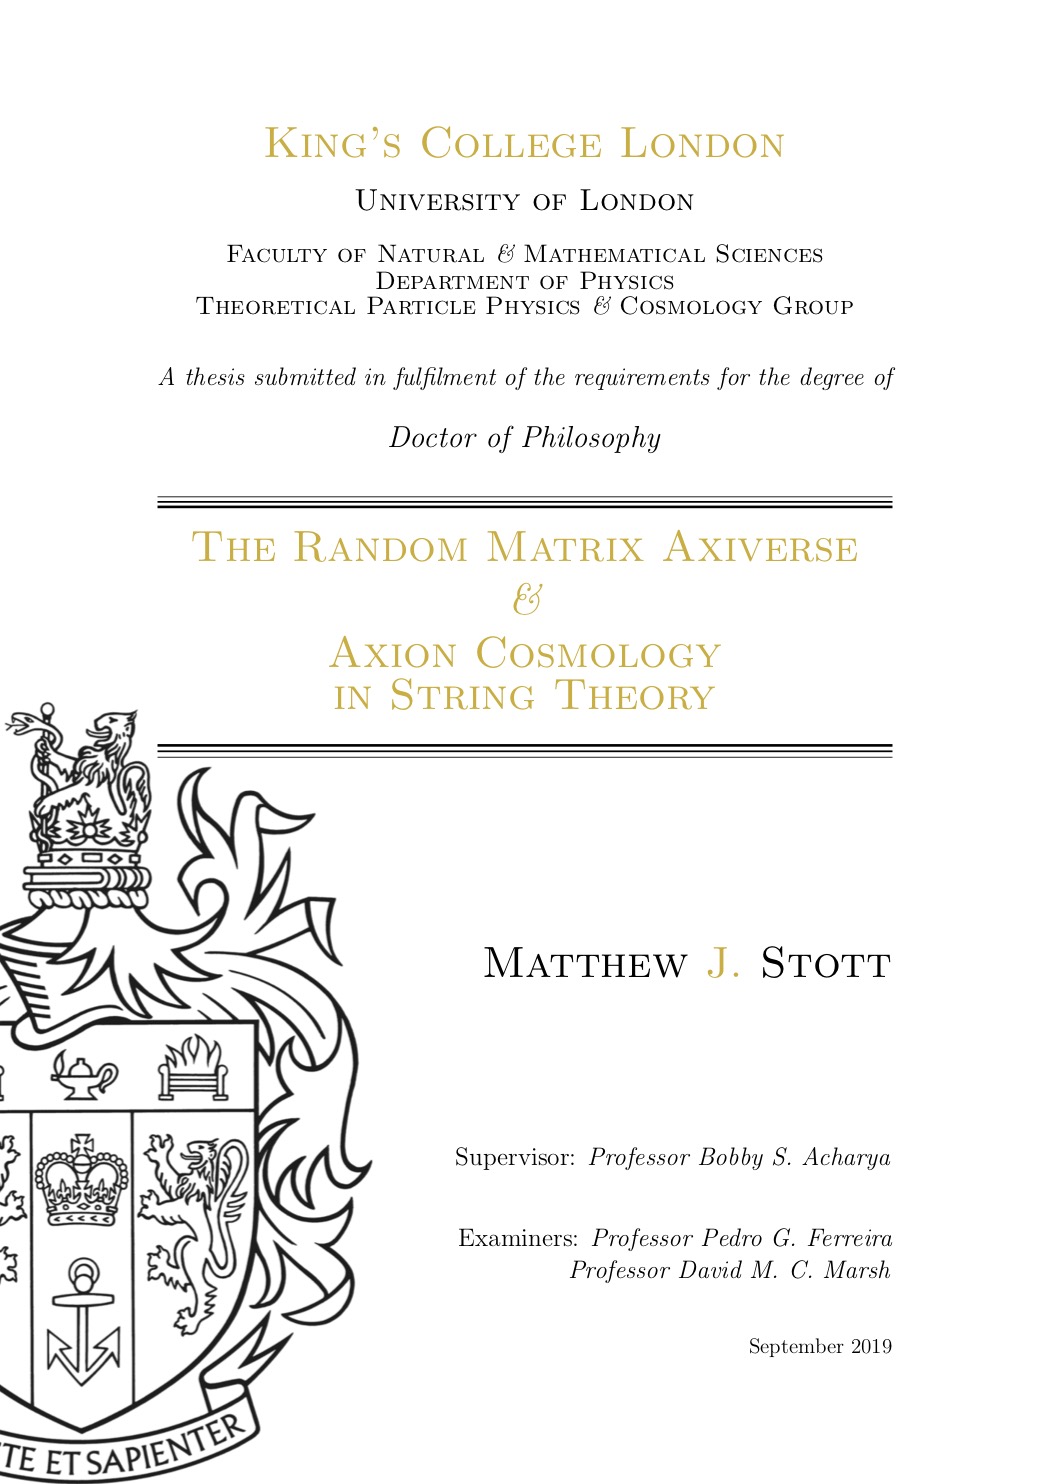 King's College London
University of London
Faculty of Natural & Mathematical Sciences
Department of Physics
Theoretical Particle Physics & Cosmology Group
A thesis submitted in fulfilment of the requirements for the degree of
Doctor of Philosophy
The Random Matrix Axiverse
&
Axion Cosmology
in String Theory
Matthew J. Stott
Supervisor: Professor Bobby S. Acharya
Examiners: Professor Pedro G. Ferreira
Professor David M. C. Marsh
September 2019
TE ET SAPIENTER